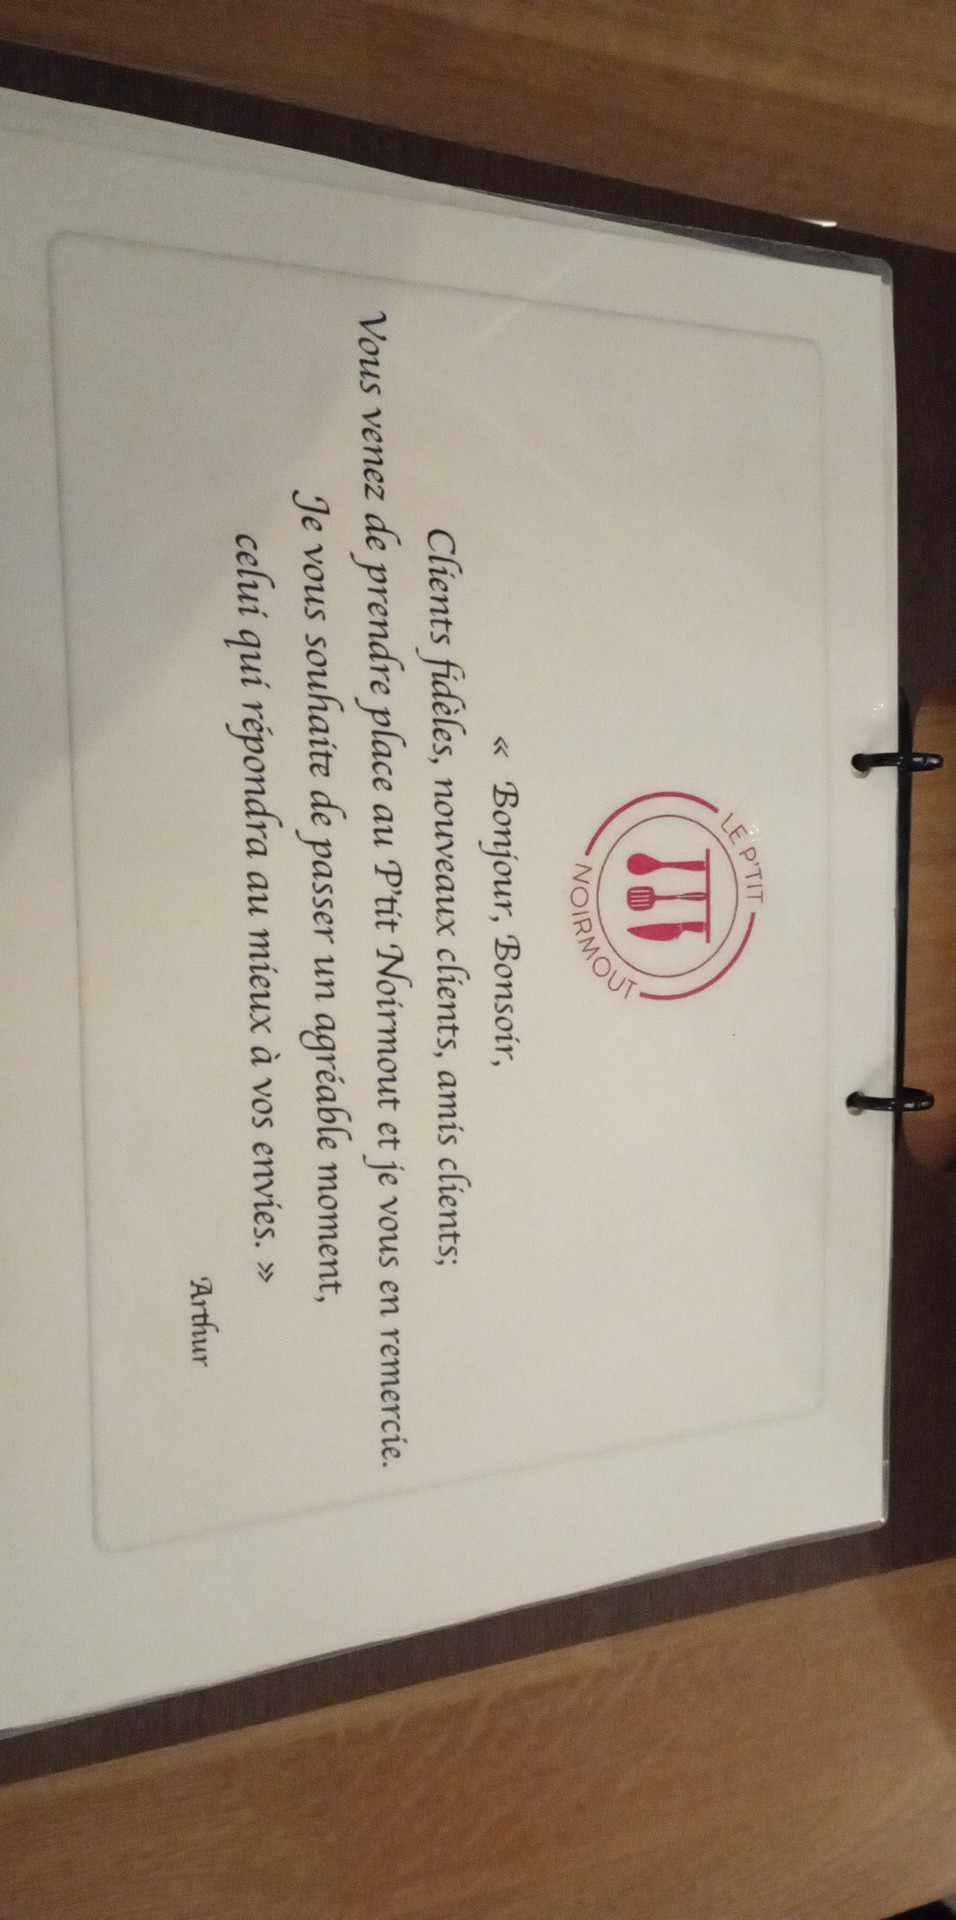 LE P'TIT
NOIRMOUT
« Bonjour, Bonsoir,
Clients fidèles, nouveaux clients, amis clients;
Vous venez de prendre place au P'tit Noirmout et je vous en remercie.
Je vous souhaite de passer un agréable moment,
celui qui répondra au mieux à vos envies. »
Arthur